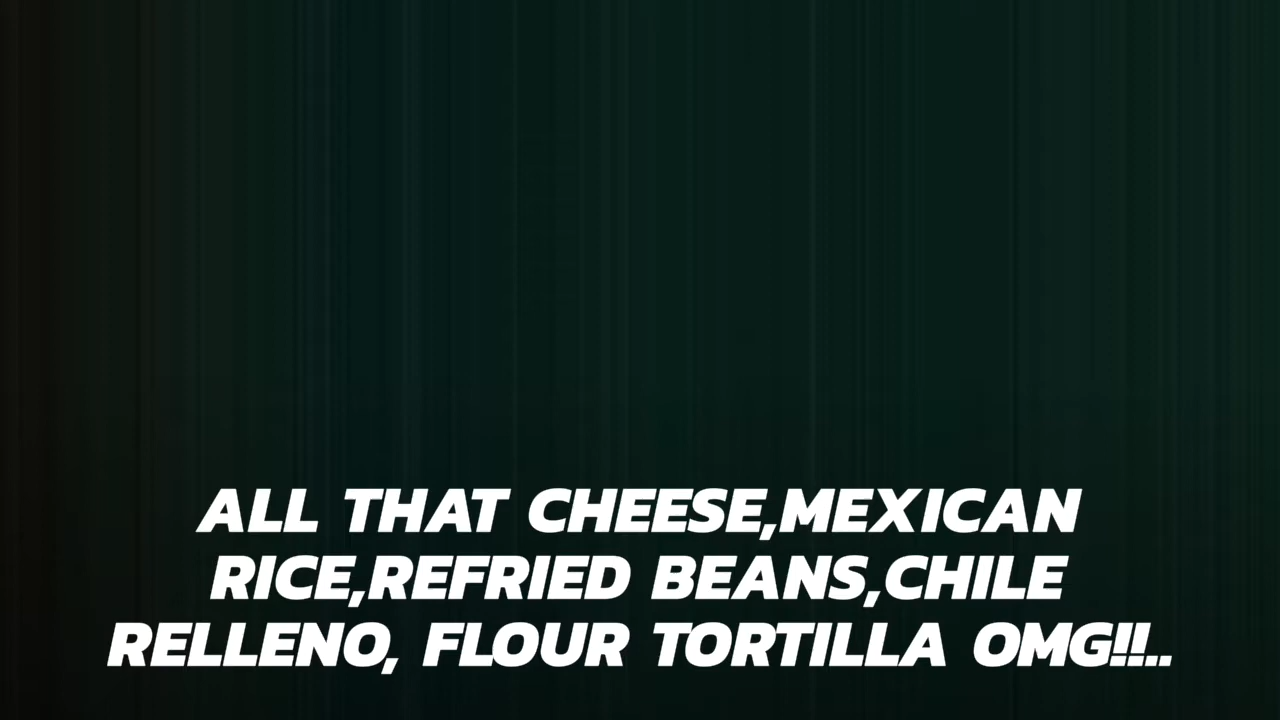 ALL THAT CHEESE,MEXICAN
RICE,REFRIED BEANS,CHILE
RELLENO, FLOUR TORTILLA OMG!!..